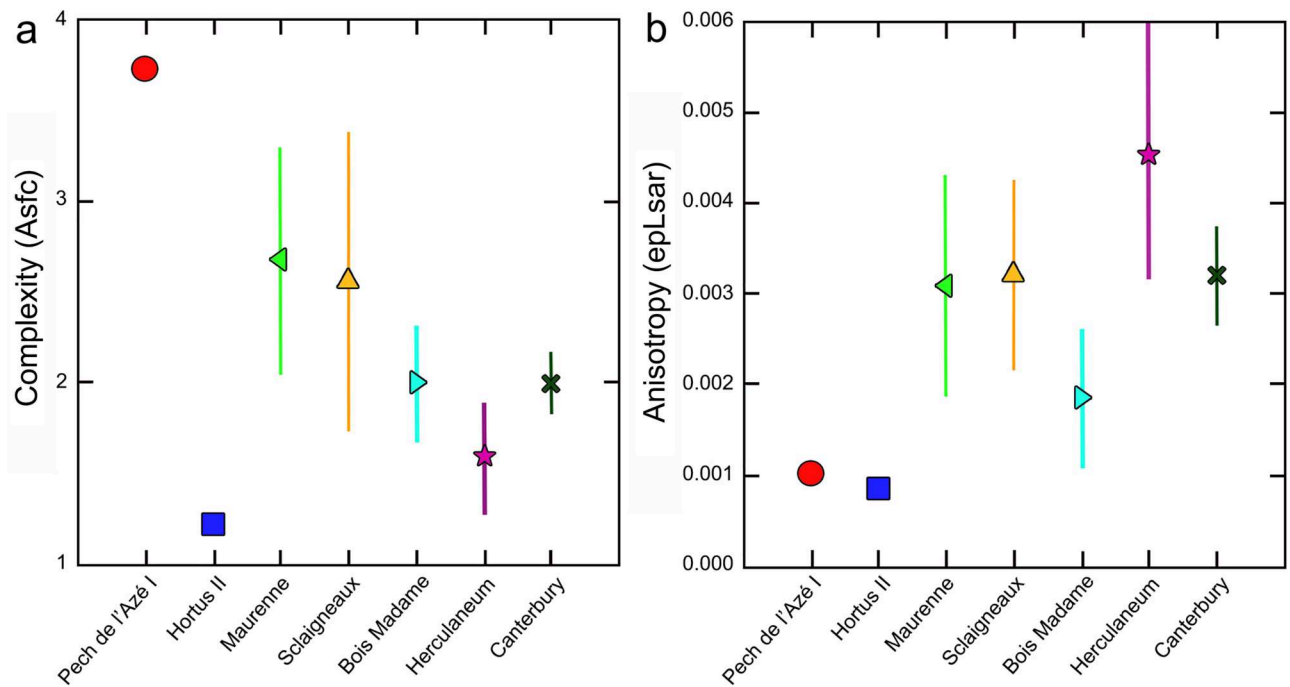 a
4
3
2
1
Complexity (Asfc)
Pech de l'Azé I
Hortus II
Maurenne
Sclaigneaux
Bois Madame
Herculaneum
Canterbury
b
0.006
0.005
0.004
0.003
0.002
0.001
0.000
Anisotropy (epLsar)
Pech de l'Azé I
Hortus II
Maurenne
Sclaigneaux
Bois Madame
Herculaneum
Canterbury